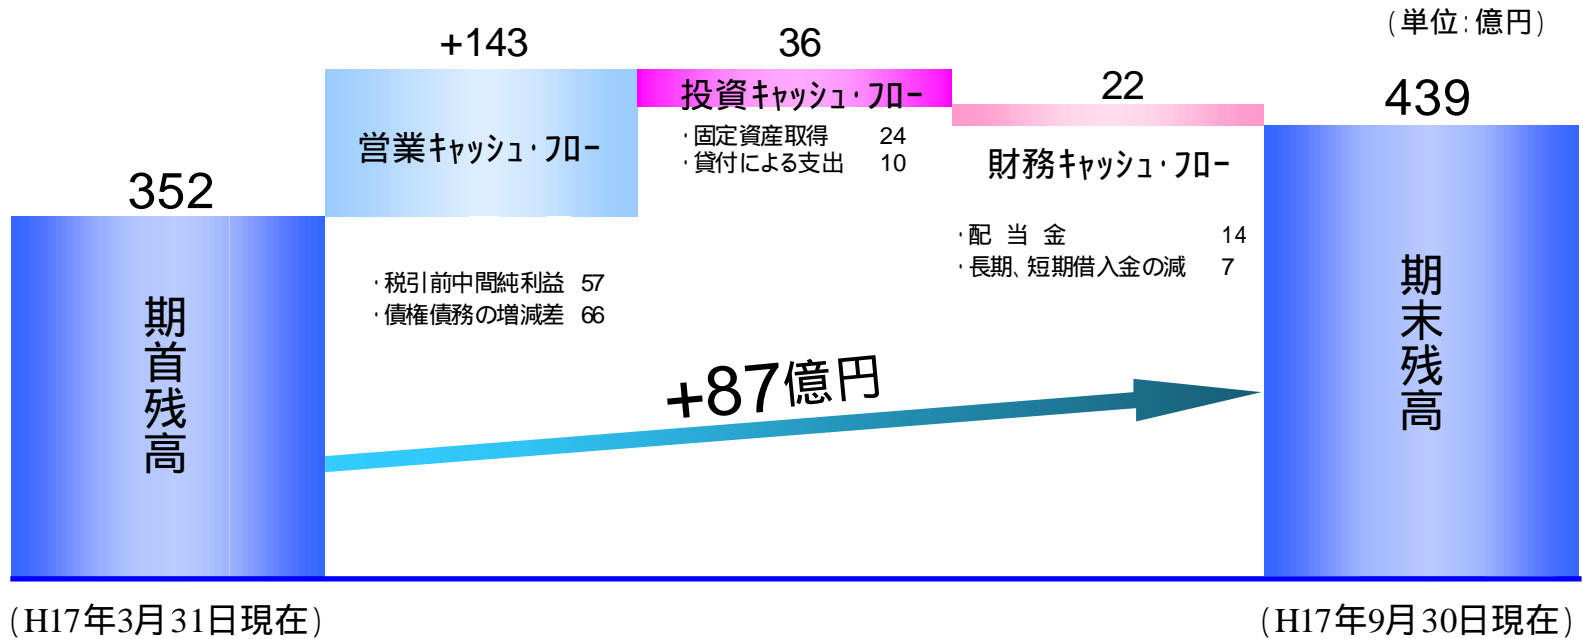 (単位:億円)
+143
36
22
439
352
営業キャッシュ・フロー
投資キャッシュ・フロー
・固定資産取得 24
・貸付による支出 10
財務キャッシュ・フロー
・配当金 14
・長期、短期借入金の減 7
・税引前中間純利益 57
・債権債務の増減差 66
期首残高
期末残高
+87億円
(H17年3月31日現在)
(H17年9月30日現在)